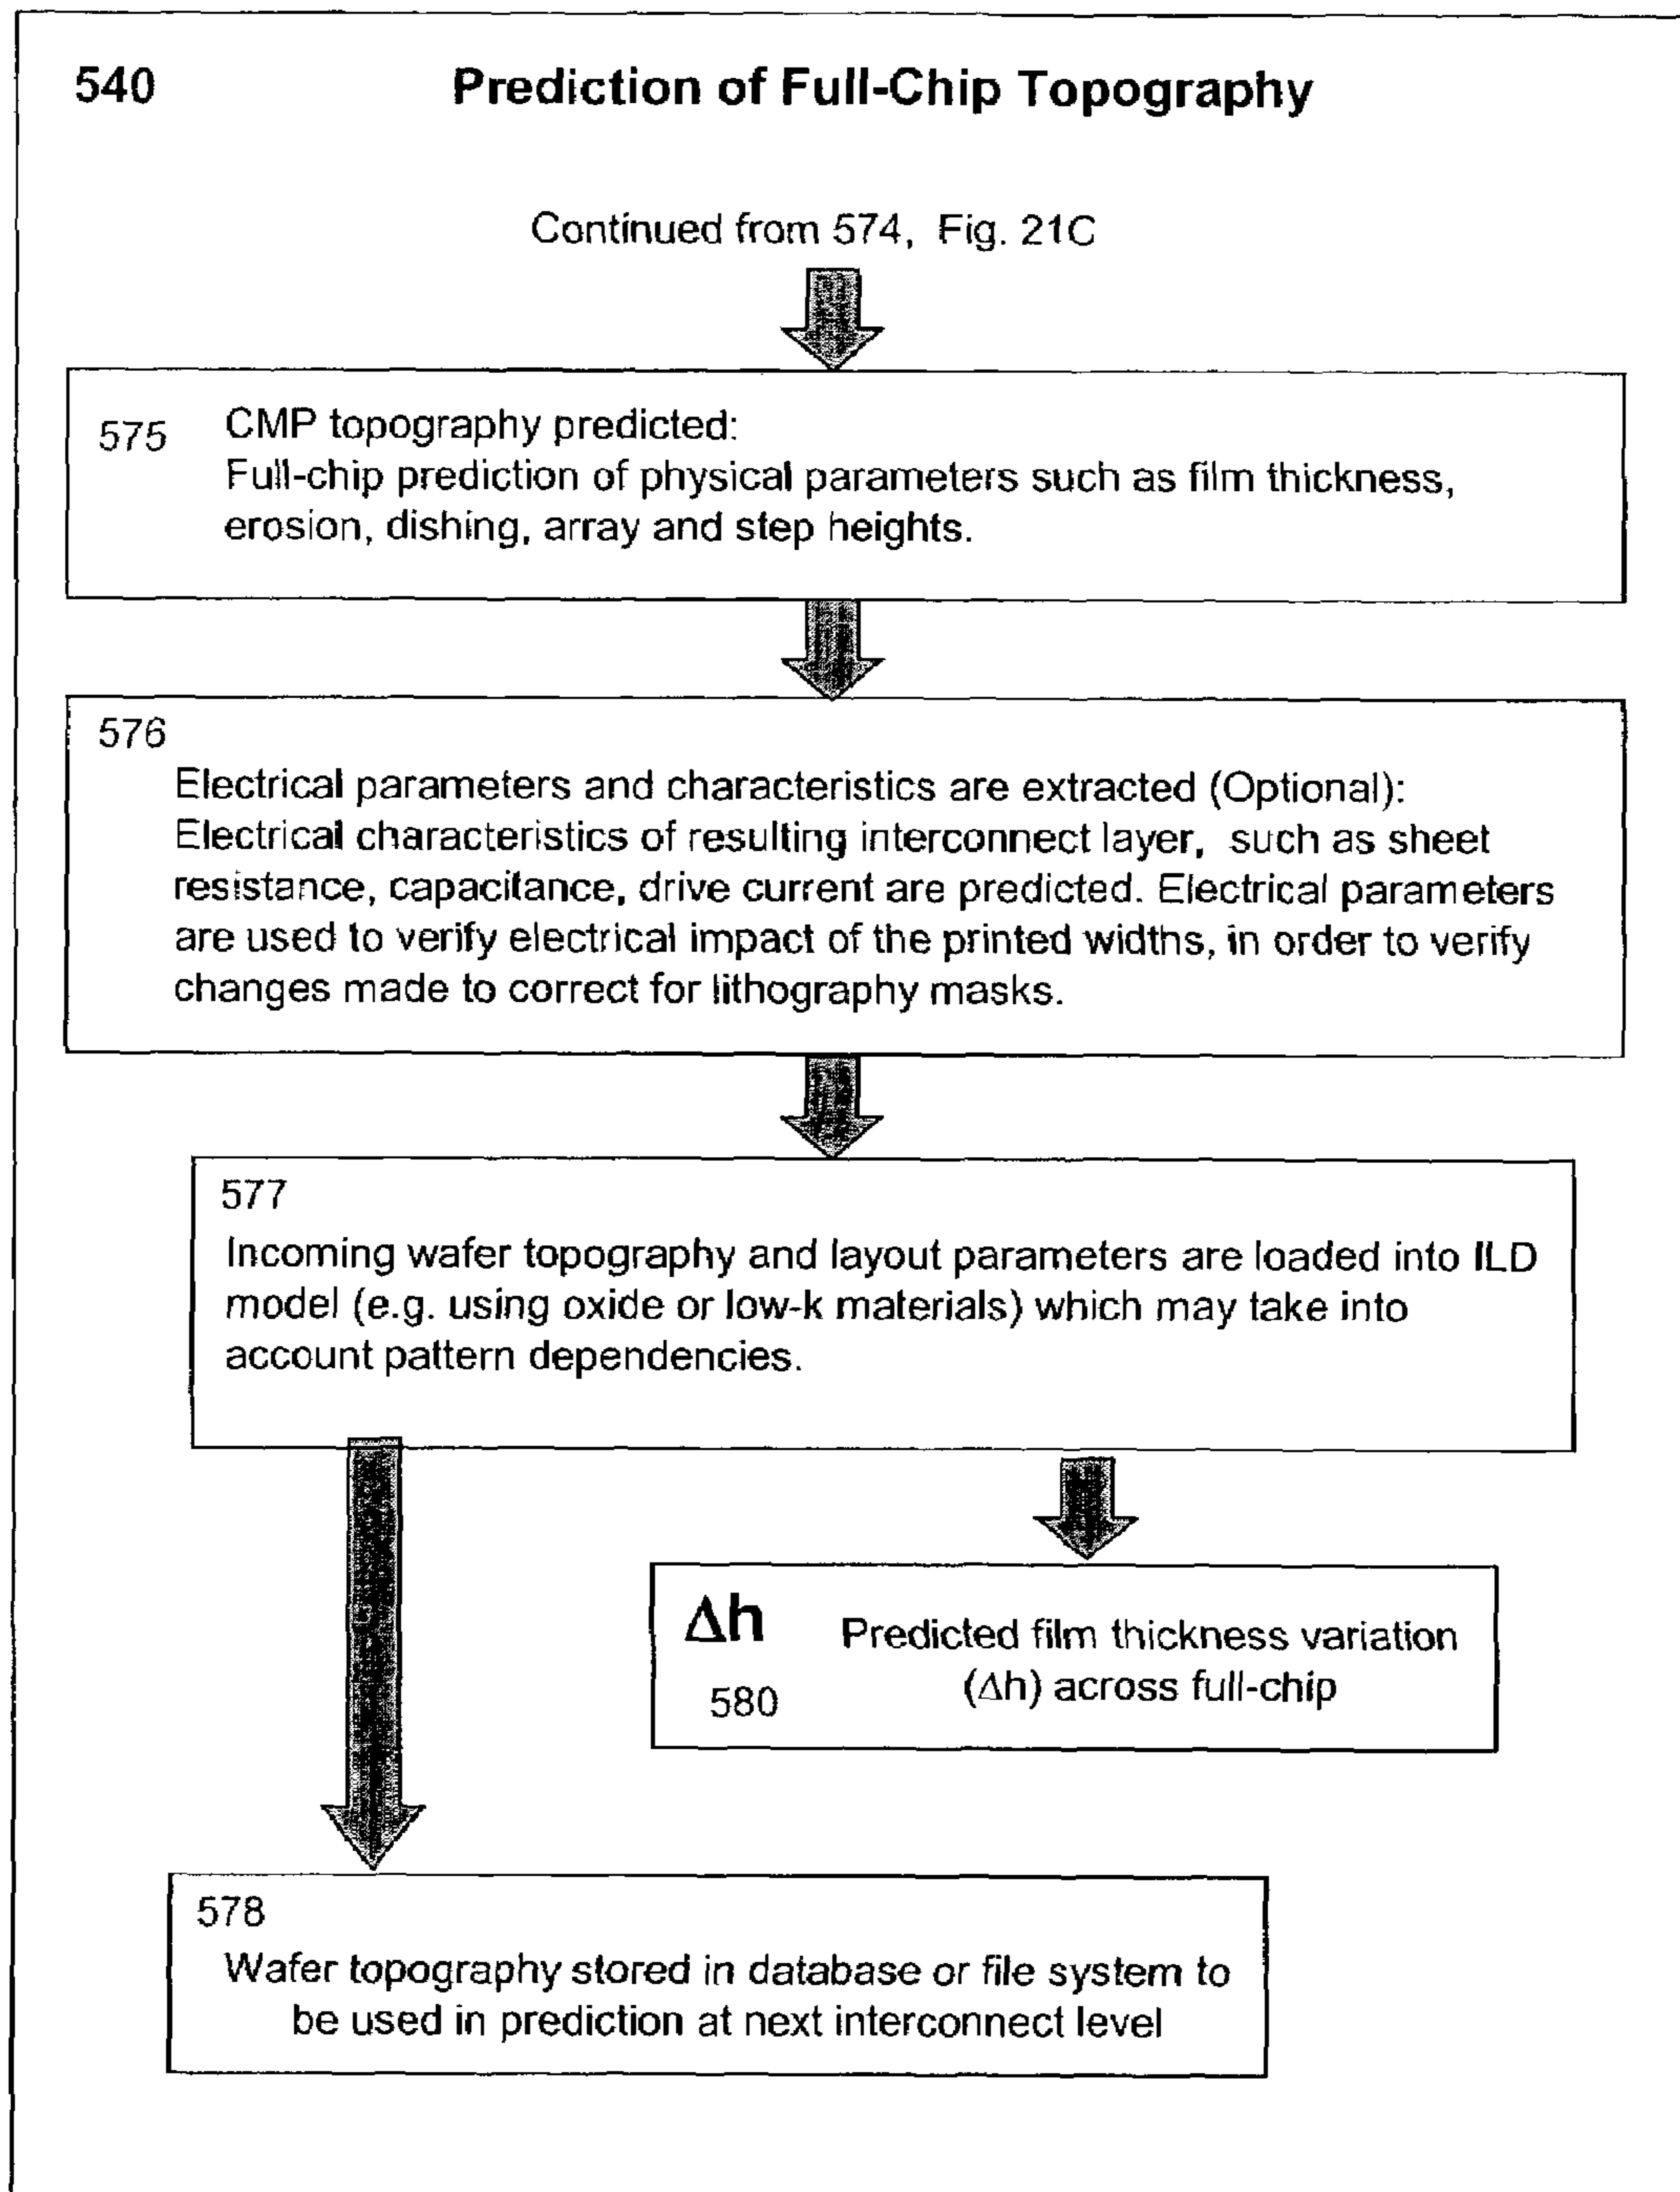 540 Prediction of Full-Chip Topography
Continued from 574, Fig. 21C
575 CMP topography predicted:
Full-chip prediction of physical parameters such as film thickness,
erosion, dishing, array and step heights.
576
Electrical parameters and characteristics are extracted (Optional):
Electrical characteristics of resulting interconnect layer, such as sheet
resistance, capacitance, drive current are predicted. Electrical parameters
are used to verify electrical impact of the printed widths, in order to verify
changes made to correct for lithography masks.
577
Incoming wafer topography and layout parameters are loaded into ILD
model (e.g. using oxide or low-k materials) which may take into
account pattern dependencies.
Δh Predicted film thickness variation
580 (Δh) across full-chip
578
Wafer topography stored in database or file system to
be used in prediction at next interconnect level